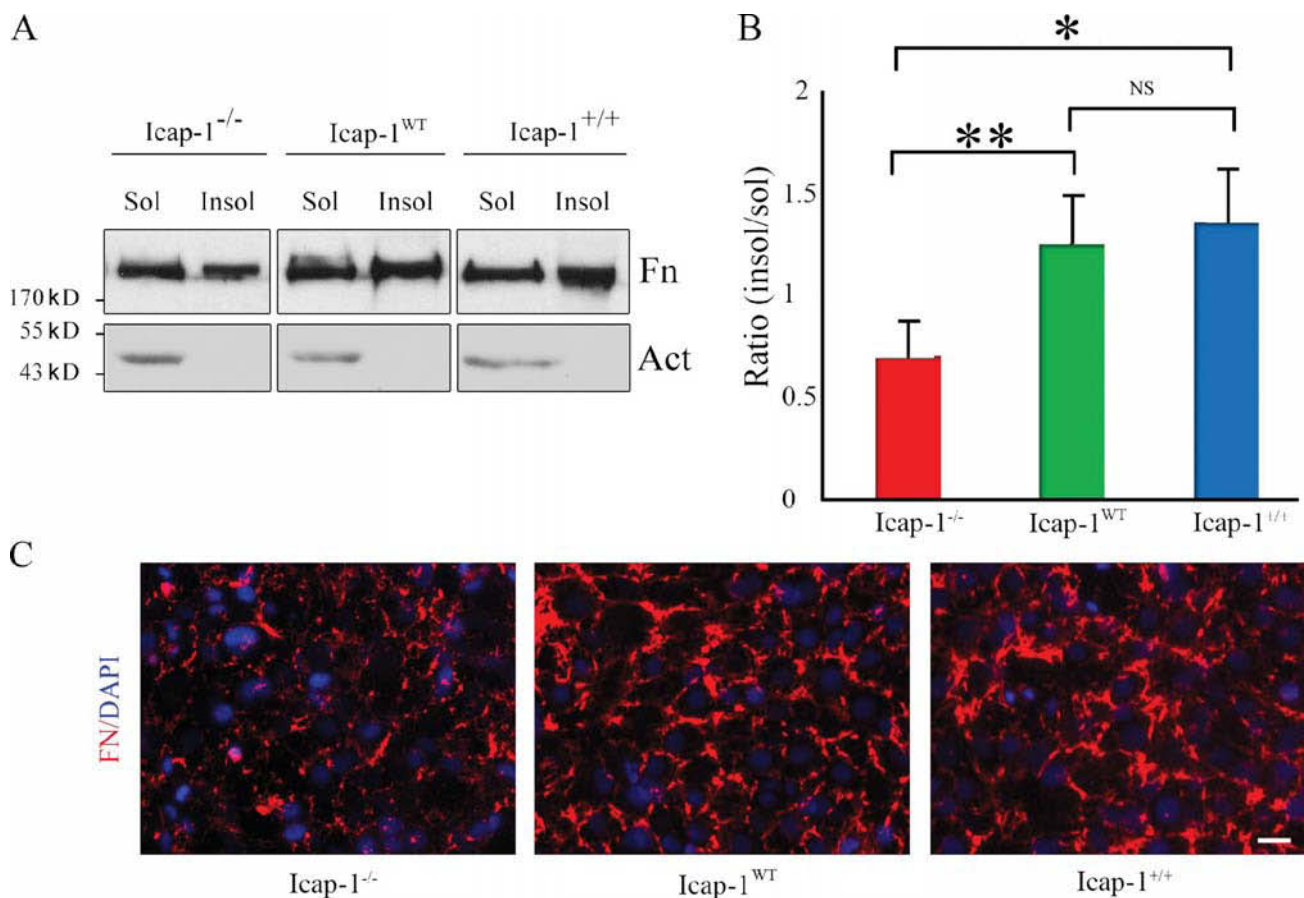 A
Icap-1-/- Icap-1WT Icap-1+/+
Sol Insol Sol Insol Sol Insol
170 kD
Fn
55 kD
43 kD
Act
B
*
NS
**
2
1.5
1
0.5
0
Ratio (insol/sol)
Icap-1-/- Icap-1WT Icap-1+/+
C
FN/DAPI
Icap-1-/- Icap-1WT Icap-1+/+